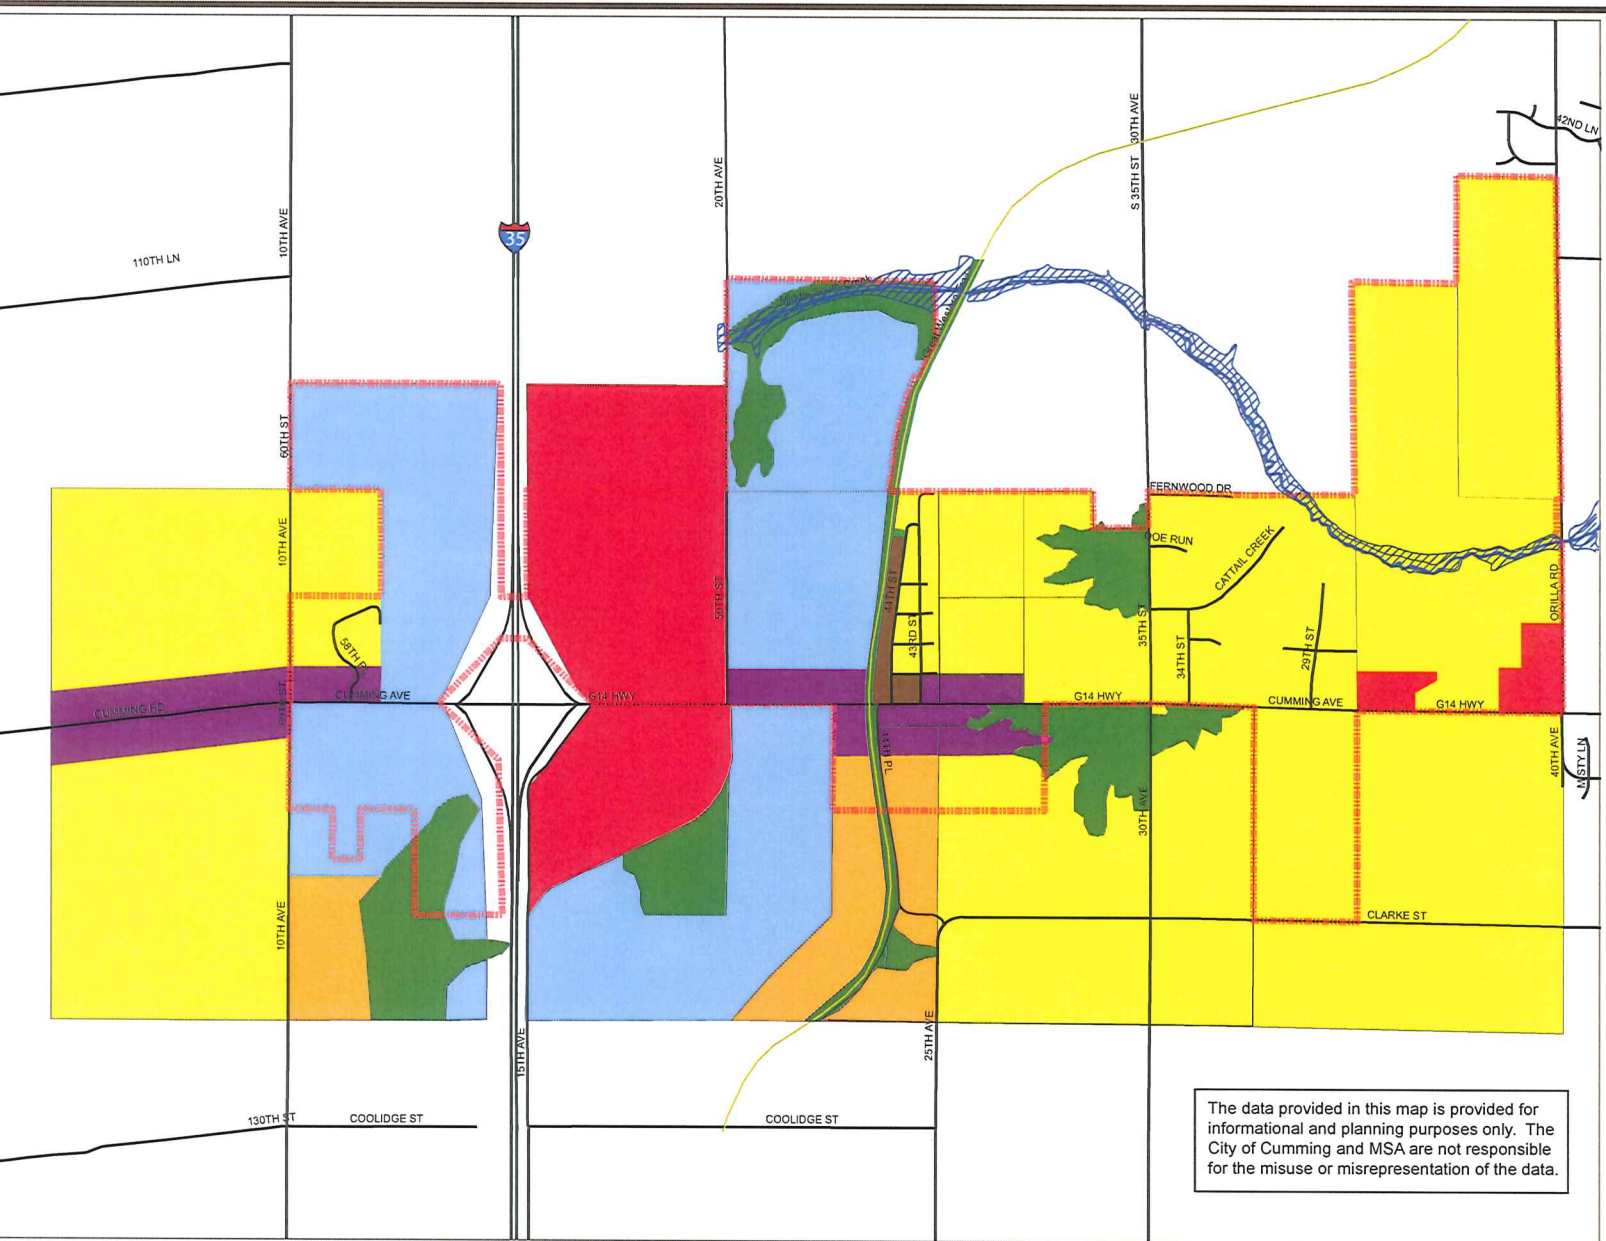 42ND LN
30TH AVE
S 35TH ST
20TH AVE
10TH AVE
110TH LN
35
Creek
60TH ST
FERNWOOD DR
10TH AVE
DOE RUN
CATTAIL CREEK
44TH ST
50TH ST
ORILLA RD
43RD ST
35TH ST
34TH ST
29TH ST
58TH PL
CUMMING AVE
G14 HWY
G14 HWY
CUMMING AVE
G14 HWY
CUMMING RD
44TH PL
40TH AVE
MISTY LN
30TH AVE
10TH AVE
CLARKE ST
15TH AVE
25TH AVE
130TH ST
COOLIDGE ST
COOLIDGE ST
The data provided in this map is provided for
informational and planning purposes only. The
City of Cumming and MSA are not responsible
for the misuse or misrepresentation of the data.